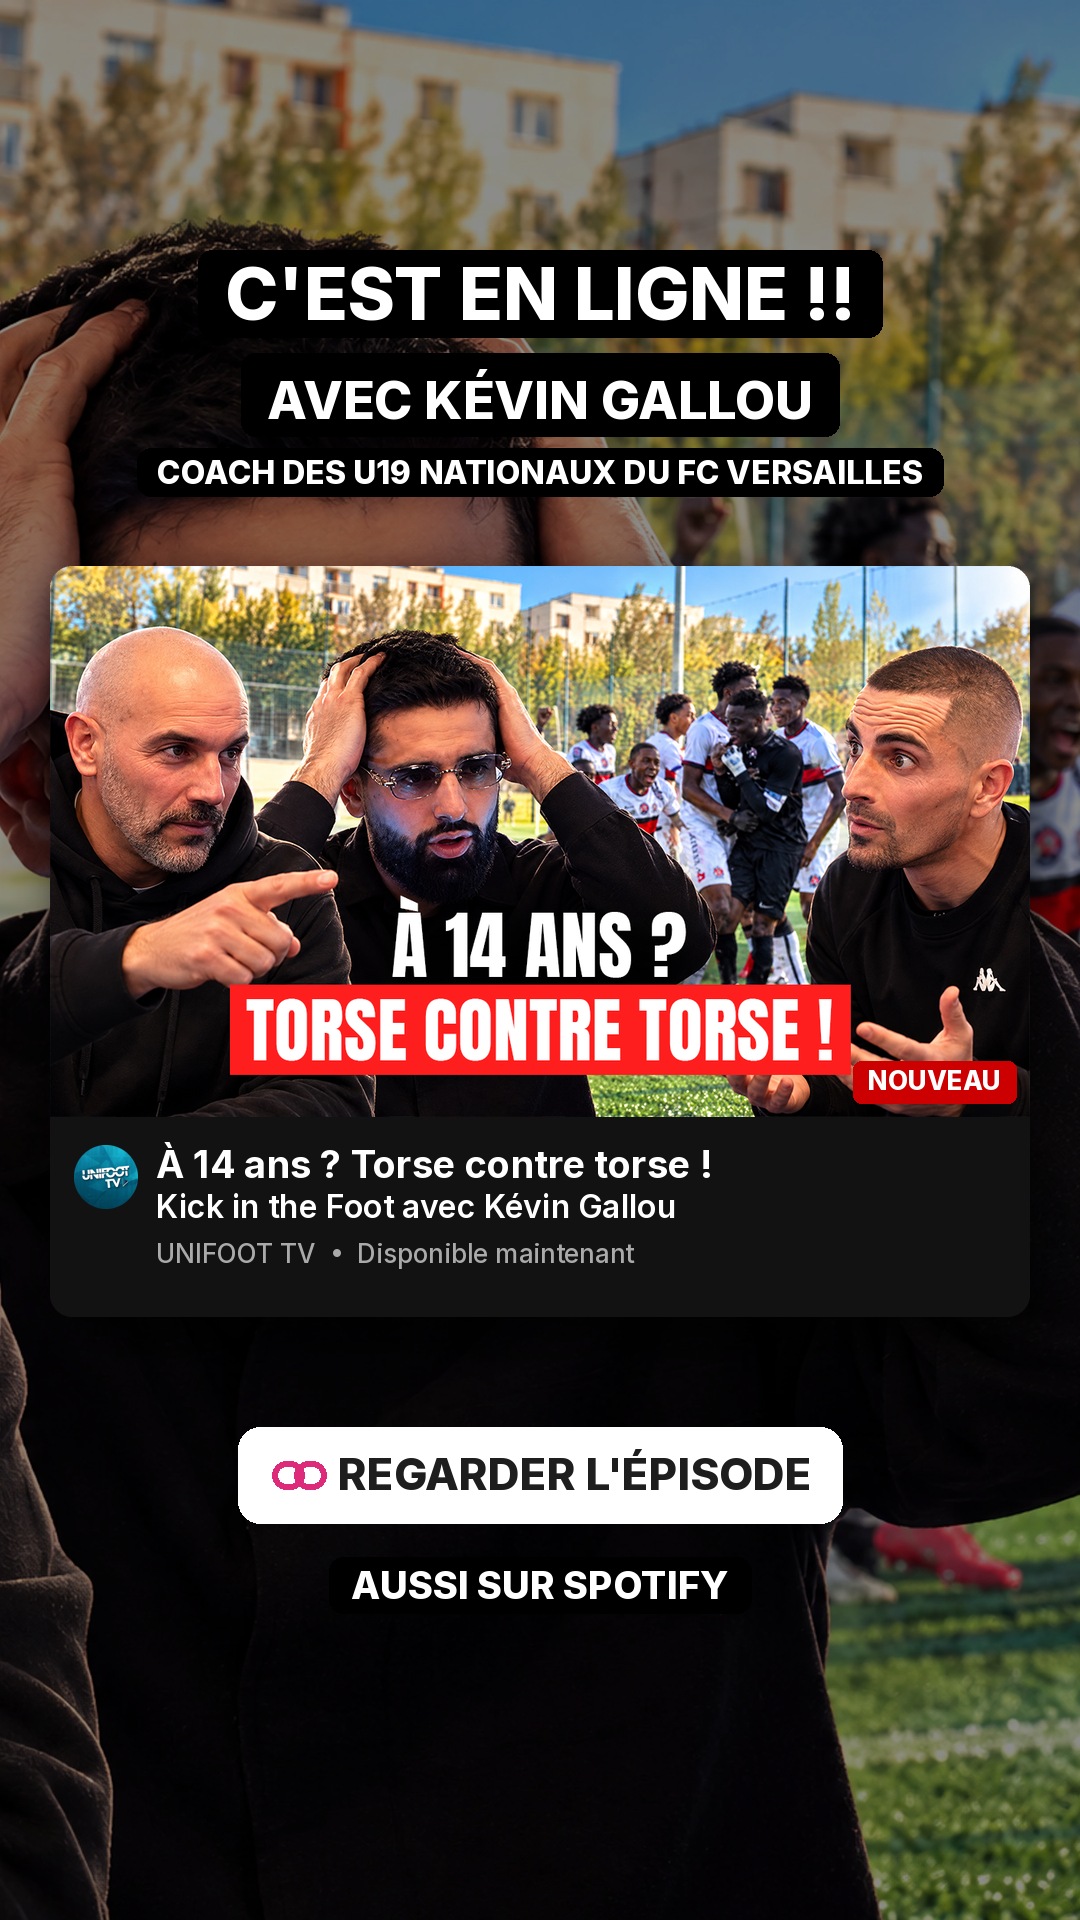 C'EST EN LIGNE !!
AVEC KÉVIN GALLOU
COACH DES U19 NATIONAUX DU FC VERSAILLES
À 14 ANS ?
TORSE CONTRE TORSE !
NOUVEAU
UNIFOOT
TV
À 14 ans ? Torse contre torse !
Kick in the Foot avec Kévin Gallou
UNIFOOT TV • Disponible maintenant
REGARDER L'ÉPISODE
AUSSI SUR SPOTIFY